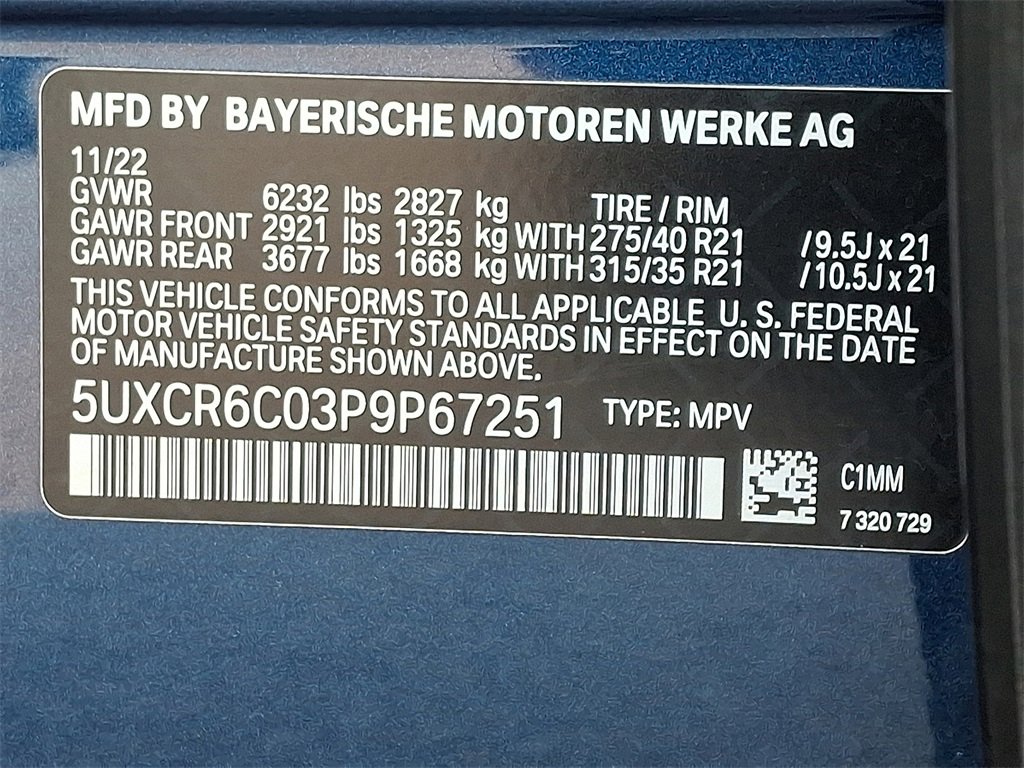 MFD BY BAYERISCHE MOTOREN WERKE AG
11/22
GVWR 6232 lbs 2827 kg TIRE / RIM
GAWR FRONT 2921 lbs 1325 kg WITH 275/40 R21 /9.5J x 21
GAWR REAR 3677 lbs 1668 kg WITH 315/35 R21 /10.5J x 21
THIS VEHICLE CONFORMS TO ALL APPLICABLE U. S. FEDERAL
MOTOR VEHICLE SAFETY STANDARDS IN EFFECT ON THE DATE
OF MANUFACTURE SHOWN ABOVE.
5UXCR6C03P9P67251 TYPE: MPV
C1MM
7 320 729